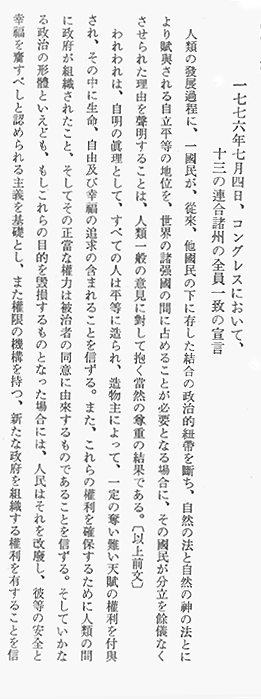 一七七六年七月四日、コングレスにおいて、
十三の連合諸州の全員一致の宣言
人類の發展過程に、一國民が、從來、他國民の下に存した結合の政治的紐帶を斷ち、自然の法と自然の神の法とに
より賦與される自立平等の地位を、世界の諸強國の間に占めることが必要となる場合に、その國民が分立を餘儀なく
させられた理由を聲明することは、人類一般の意見に對して抱く當然の尊重の結果である。〔以上前文〕
われわれは、自明の眞理として、すべての人は平等に造られ、造物主によって、一定の奪い難い天賦の權利を付與
され、その中に生命、自由及び幸福の追求の含まれることを信ずる。また、これらの權利を確保するために人類の間
に政府が組織されたこと、そしてその正當な權力は被治者の同意に由來するものであることを信ずる。そしていかな
る政治の形體といえども、もしこれらの目的を毀損するものとなった場合には、人民はそれを改廢し、彼等の安全と
幸福を齎すべしと認められる主義を基礎とし、また權限の機構を持つ、新たな政府を組織する權利を有することを信